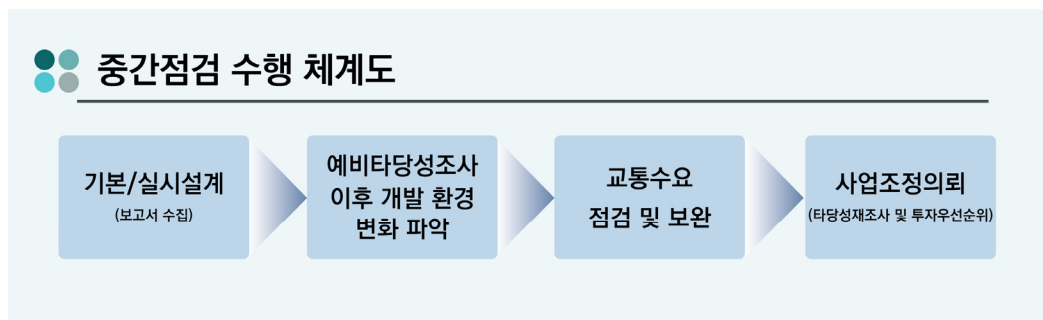 중간점검 수행 체계도
기본/실시설계
(보고서 수집)
예비타당성조사
이후 개발 환경
변화 파악
교통수요
점검 및 보완
사업조정의뢰
(타당성재조사 및 투자우선순위)